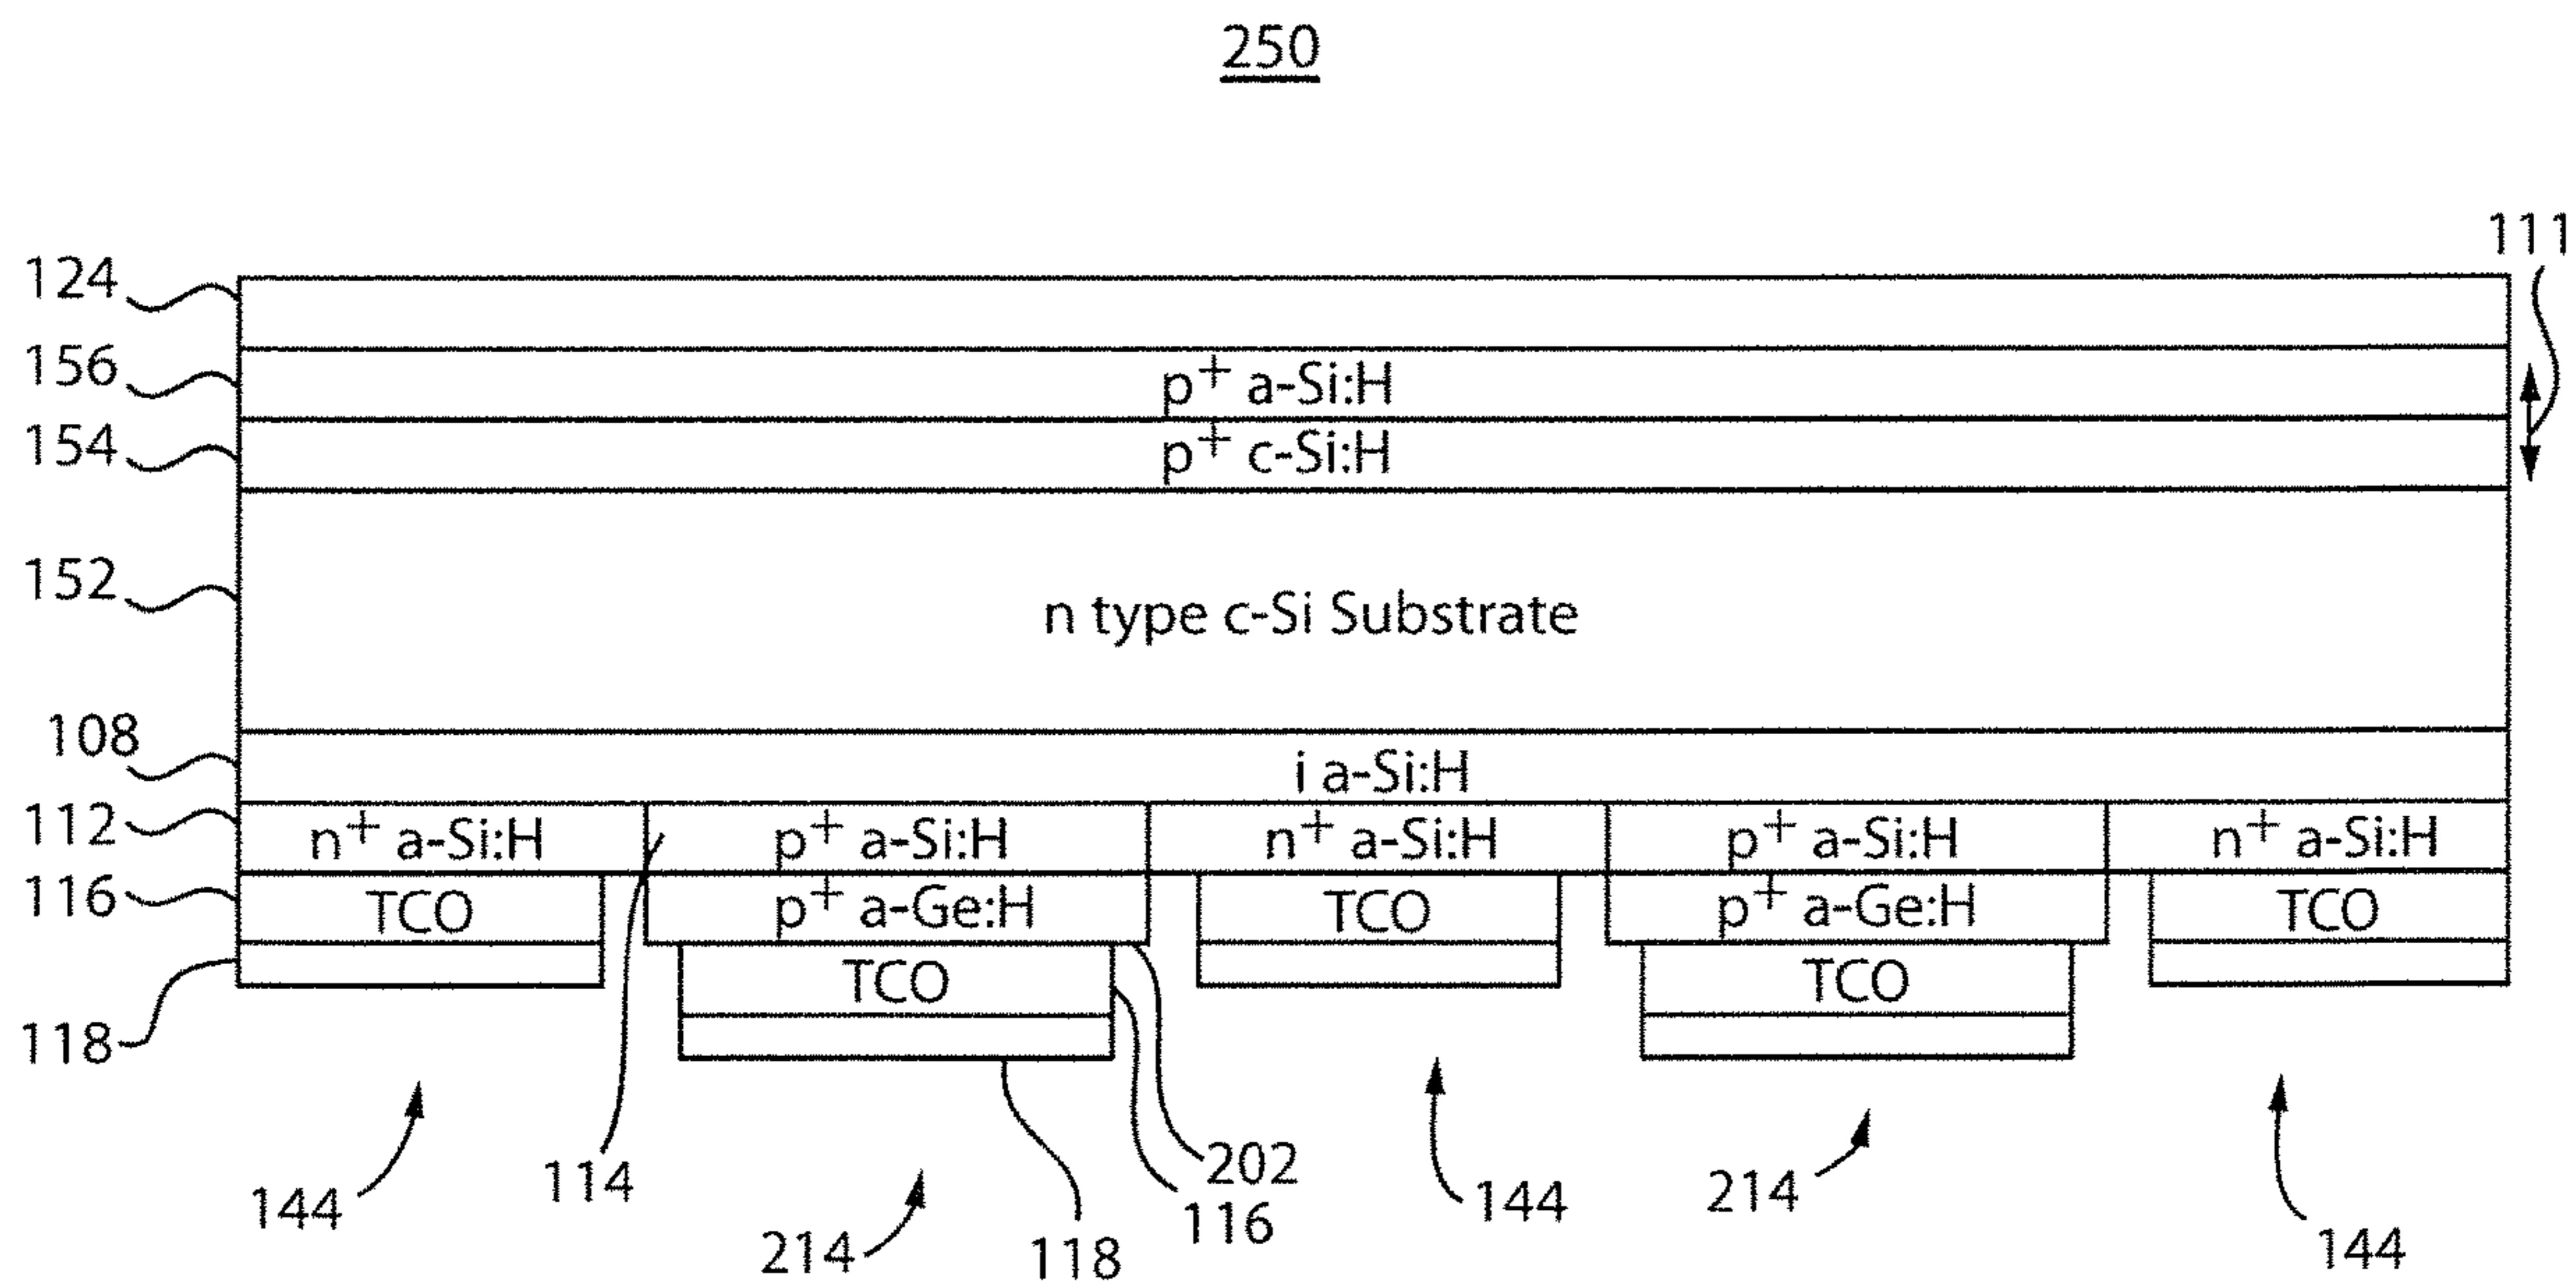 250
111
124
156 p+ a-Si:H
154 p+ c-Si:H
152 n type c-Si Substrate
108 i a-Si:H
112 n+ a-Si:H p+ a-Si:H n+ a-Si:H p+ a-Si:H n+ a-Si:H
116 TCO p+ a-Ge:H TCO p+ a-Ge:H TCO
TCO TCO
118
144 114 214 118 116 202 144 214 144